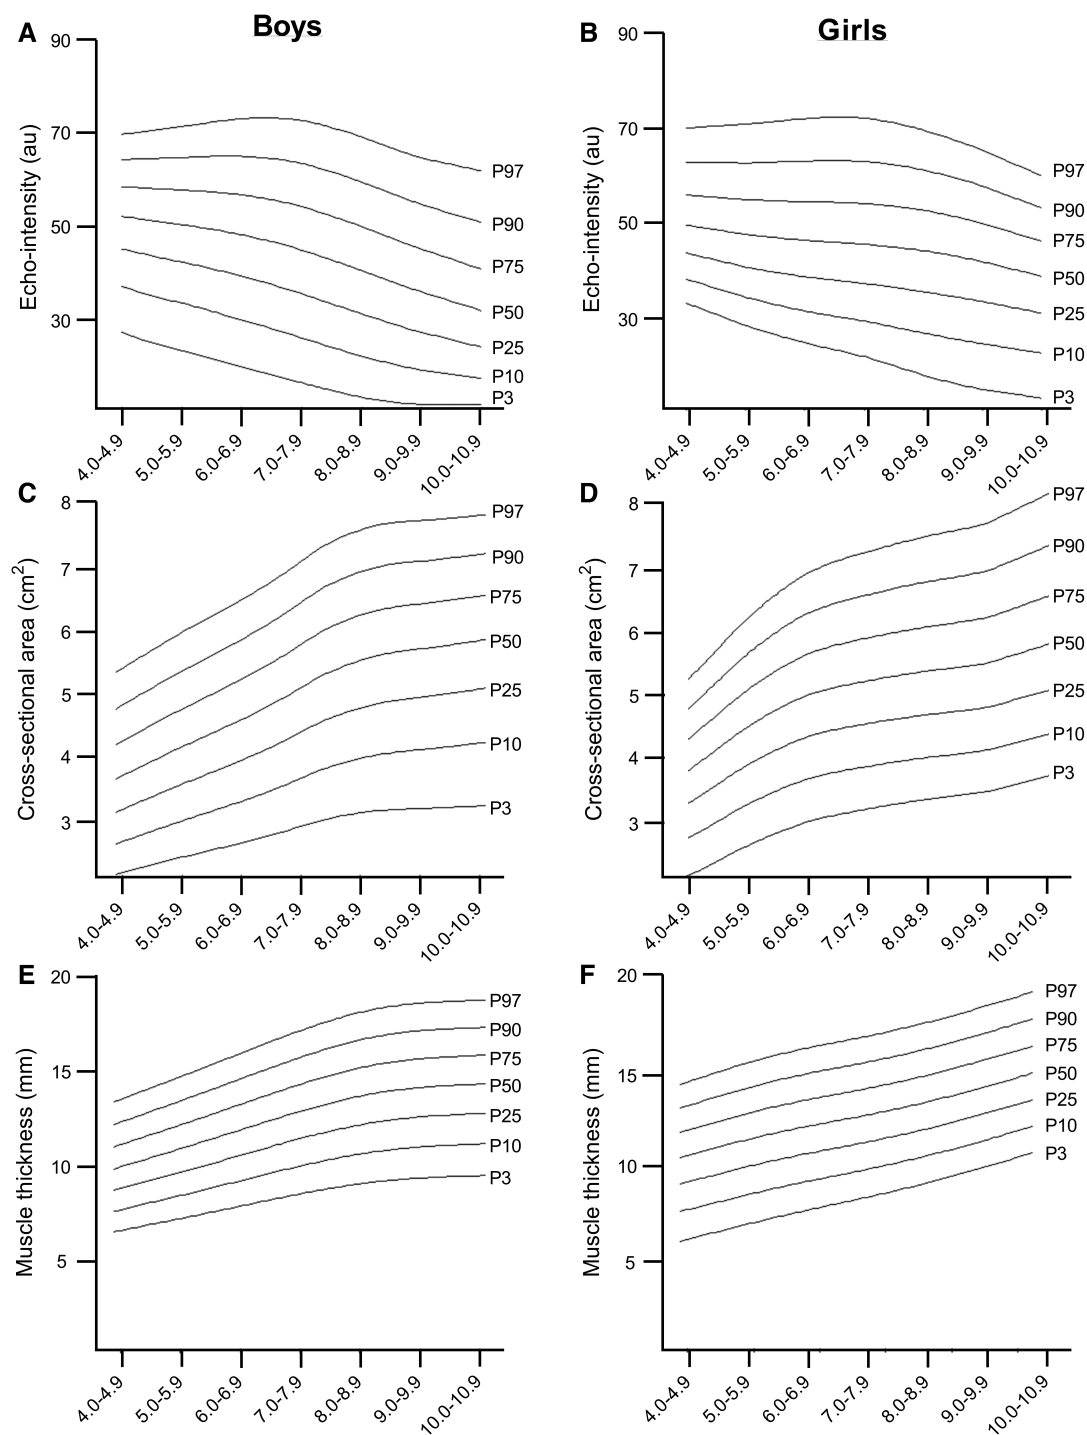 Boys
Girls
A
90
70
50
30
Echo-intensity (au)
P97
P90
P75
P50
P25
P10
P3
4.0-4.9
5.0-5.9
6.0-6.9
7.0-7.9
8.0-8.9
9.0-9.9
10.0-10.9
B
90
70
50
30
Echo-intensity (au)
P97
P90
P75
P50
P25
P10
P3
4.0-4.9
5.0-5.9
6.0-6.9
7.0-7.9
8.0-8.9
9.0-9.9
10.0-10.9
C
8
7
6
5
4
3
Cross-sectional area (cm²)
P97
P90
P75
P50
P25
P10
P3
4.0-4.9
5.0-5.9
6.0-6.9
7.0-1.9
8.0-8.9
9.0-9.9
10.0-10.9
D
8
7
6
5
4
3
Cross-sectional area (cm²)
P97
P90
P75
P50
P25
P10
P3
4.0-4.9
5.0-5.9
6.0-6.9
7.0-7.9
8.0-8.9
9.0-9.9
10.0-10.9
E
20
15
10
5
Muscle thickness (mm)
P97
P90
P75
P50
P25
P10
P3
4.0-4.9
5.0-5.9
6.0-6.9
7.0-7.9
8.0-8.9
9.0-9.9
10.0-10.9
F
20
15
10
5
Muscle thickness (mm)
P97
P90
P75
P50
P25
P10
P3
4.0-4.9
5.0-5.9
6.0-6.9
7.0-7.9
8.0-8.9
9.0-9.9
10.0-10.9